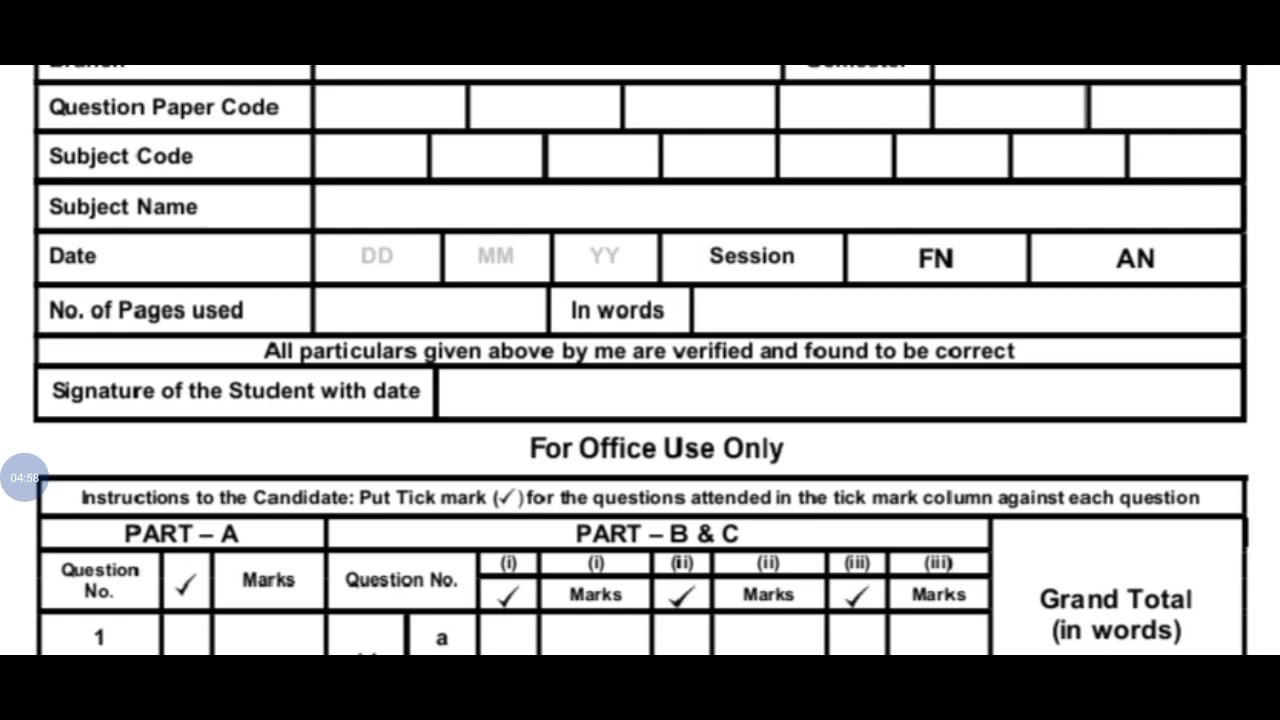 Branch Semester
Question Paper Code
Subject Code
Subject Name
Date DD MM YY Session FN AN
No. of Pages used In words
All particulars given above by me are verified and found to be correct
Signature of the Student with date
For Office Use Only
04:58
Instructions to the Candidate: Put Tick mark (✓) for the questions attended in the tick mark column against each question
PART – A PART – B & C
Question No. ✓ Marks Question No. (i) (i) (ii) (ii) (iii) (iii)
✓ Marks ✓ Marks ✓ Marks
Grand Total
(in words)
1 a